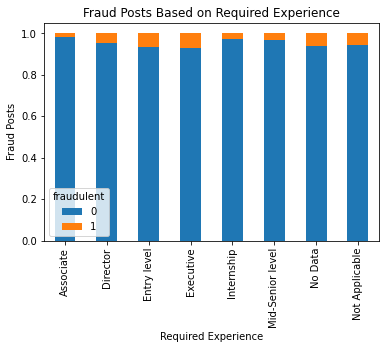 Fraud Posts Based on Required Experience
1.0
0.8
0.6
0.4
0.2
0.0
Fraud Posts
fraudulent
0
1
Associate
Director
Entry level
Executive
Internship
Mid-Senior level
No Data
Not Applicable
Required Experience